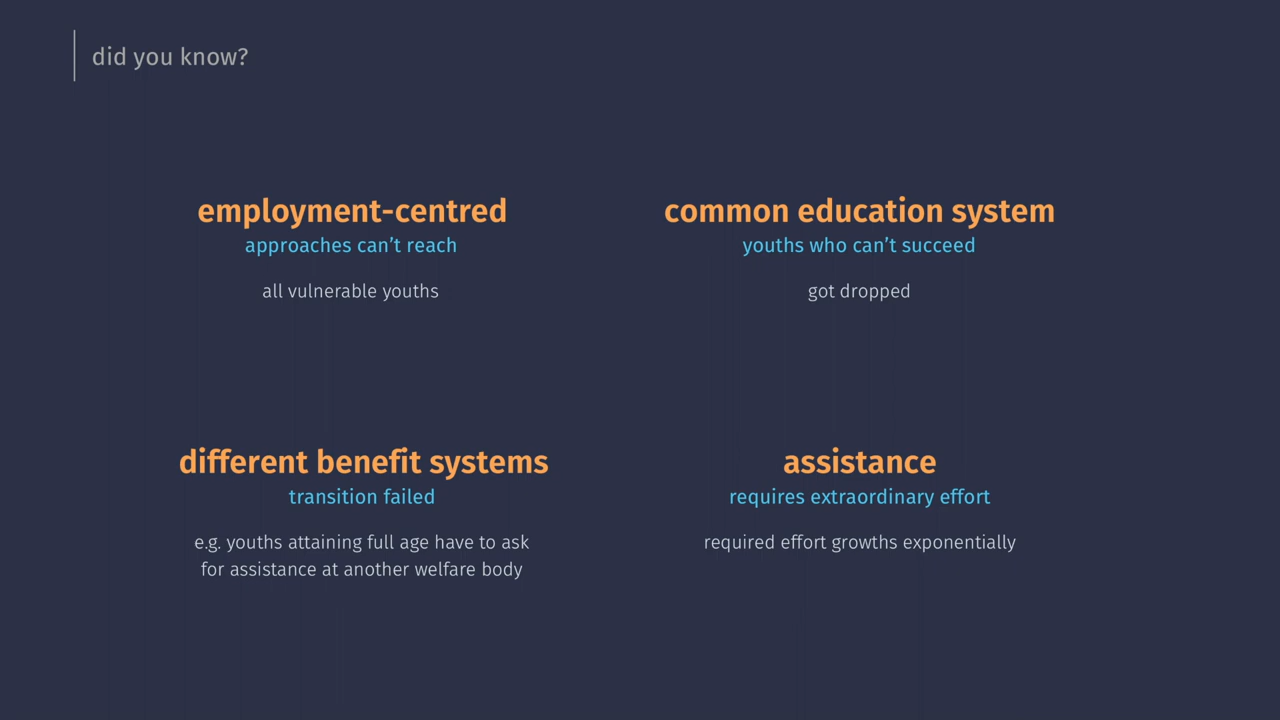 did you know?
employment-centred
approaches can’t reach
all vulnerable youths
common education system
youths who can’t succeed
got dropped
different benefit systems
transition failed
e.g. youths attaining full age have to ask
for assistance at another welfare body
assistance
requires extraordinary effort
required effort growths exponentially